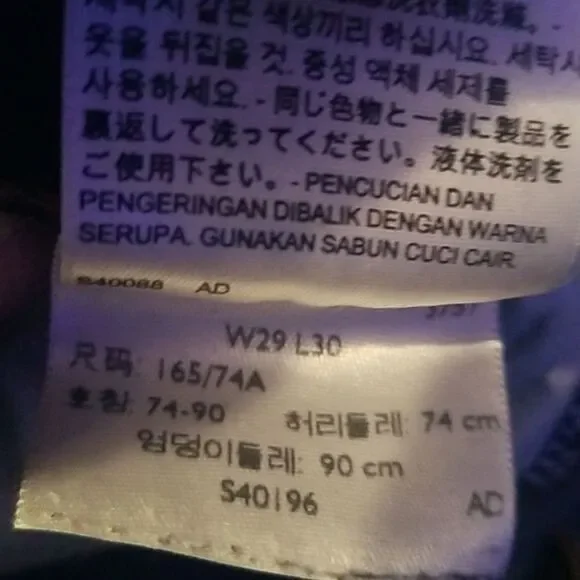 세탁시 같은 색상끼리 하십시요. 세탁시
옷을 뒤집을 것. 중성 액체 세제를
사용하세요. - 同じ色物と一緒に製品を
裏返して洗ってください。液体洗剤を
ご使用下さい。- PENCUCIAN DAN
PENGERINGAN DIBALIK DENGAN WARNA
SERUPA. GUNAKAN SABUN CUCI CAIR.
S40088 AD
W29 L30
尺码: 165/74A
호칭: 74-90 허리둘레: 74 cm
엉덩이둘레: 90 cm
S40196 AD